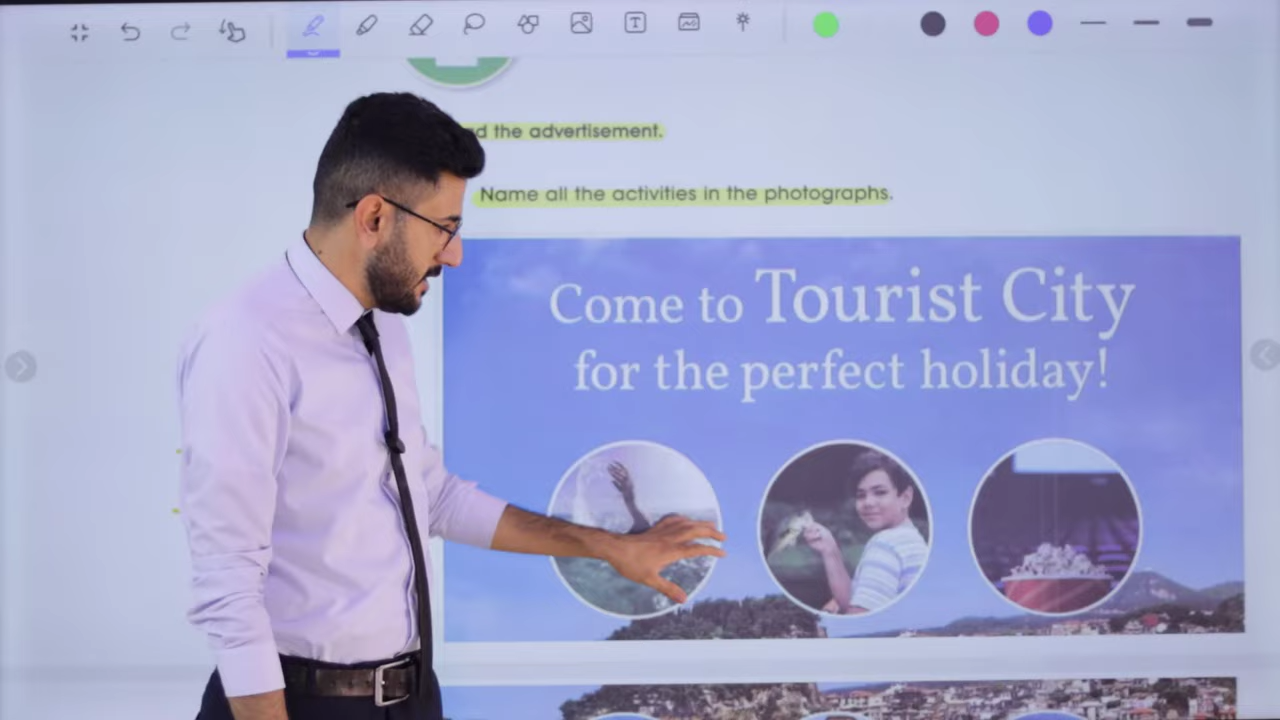 the advertisement.
Name all the activities in the photographs.
Come to Tourist City
for the perfect holiday!